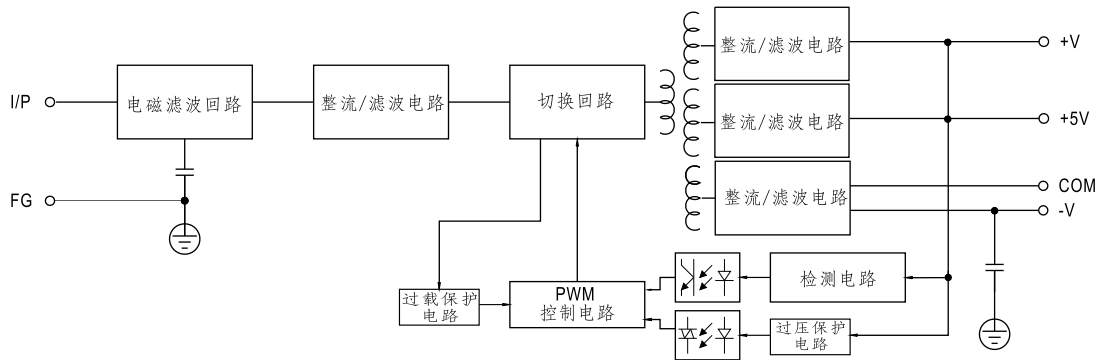 整流/滤波电路
+V
I/P
电磁滤波回路
整流/滤波电路
切换回路
整流/滤波电路
+5V
FG
整流/滤波电路
COM
-V
检测电路
过载保护
电路
PWM
控制电路
过压保护
电路